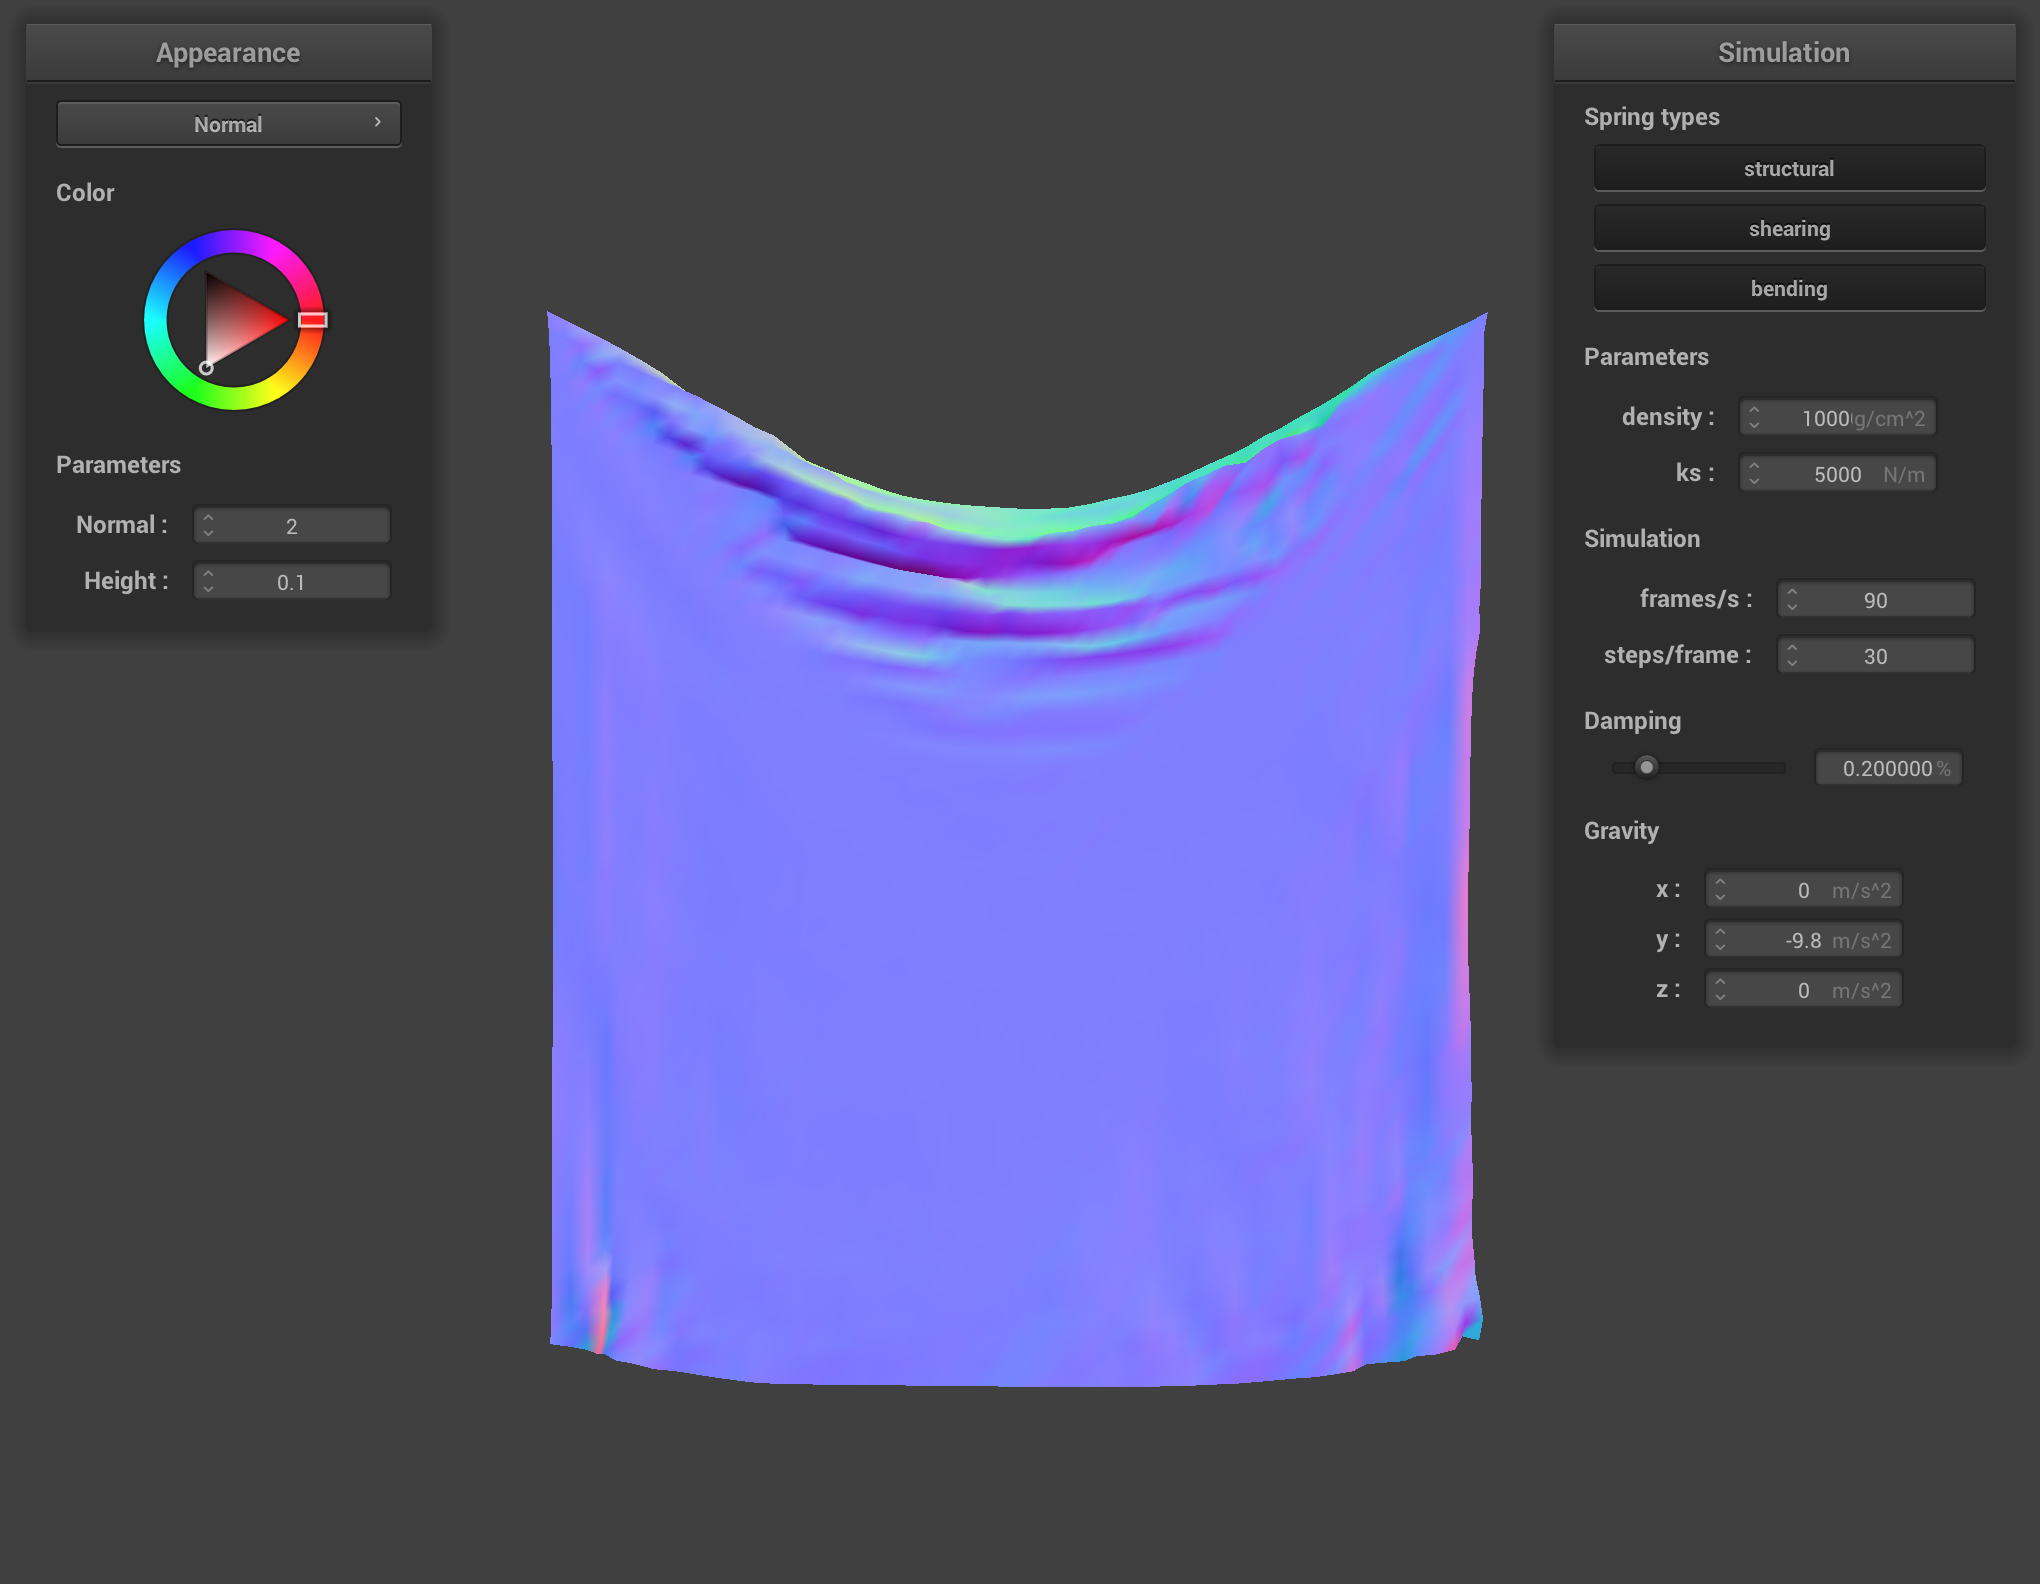 Appearance
Normal
Color
Parameters
Normal : 2
Height : 0.1
Simulation
Spring types
structural
shearing
bending
Parameters
density : 1000 g/cm^2
ks : 5000 N/m
Simulation
frames/s : 90
steps/frame : 30
Damping
0.200000 %
Gravity
x : 0 m/s^2
y : -9.8 m/s^2
z : 0 m/s^2